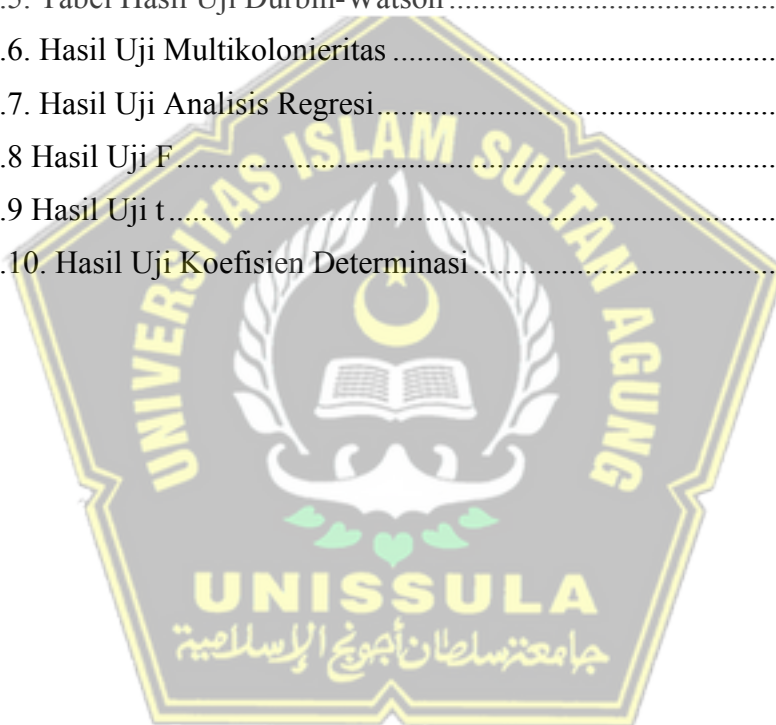 .5. Tabel Hasil Uji Durbin-Watson
.6. Hasil Uji Multikolonieritas
.7. Hasil Uji Analisis Regresi
.8 Hasil Uji F
.9 Hasil Uji t
.10. Hasil Uji Koefisien Determinasi
UNIVERSITAS ISLAM SULTAN AGUNG
UNISSULA
جامعة سلطان أجونج الإسلامية